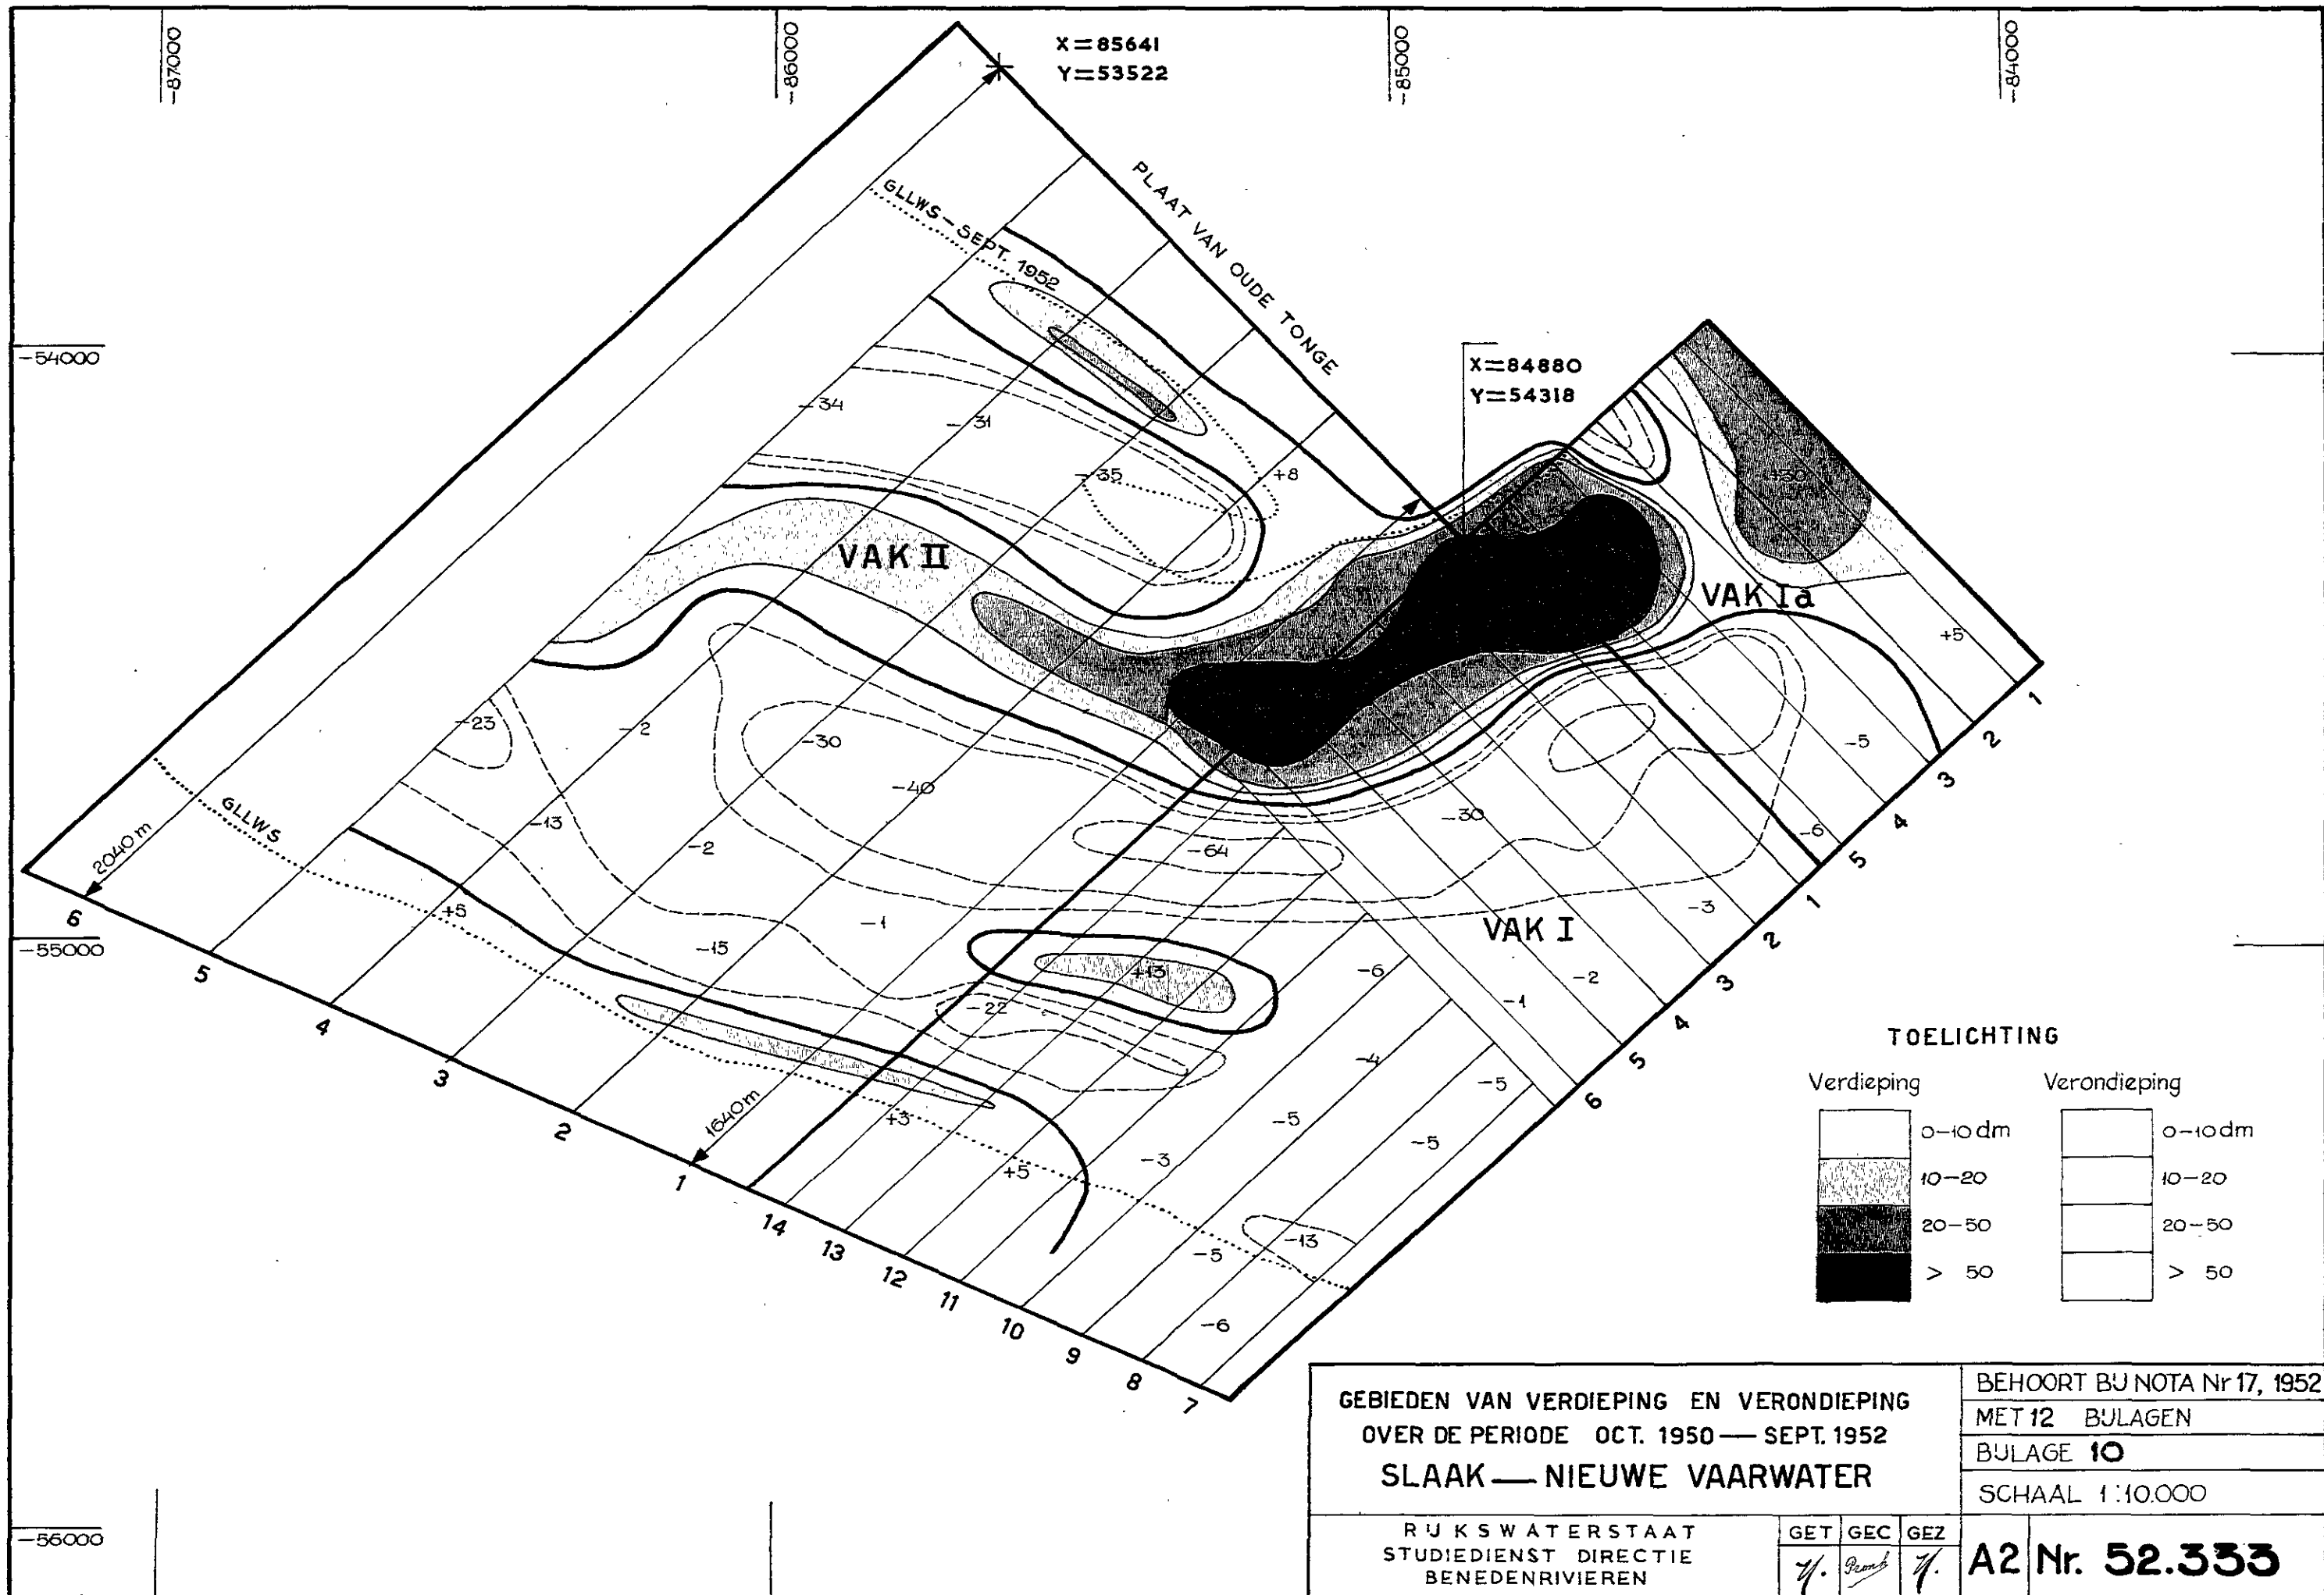 -87000
-86000
-85000
-84000
X=85641
Y=53522
PLAAT VAN OUDE TONGE
GLLWS-SEPT. 1952
-54000
X=84880
Y=54318
-34
-31
-35
+8
+30
VAK II
VAK Ia
+5
-23
-2
-30
-40
-5
1
2
3
4
5
-13
-2
-64
-30
-6
GLLWS
2040m
6
5
4
3
2
1
+5
-15
-1
+13
-22
-6
VAK I
-3
-2
-1
1
2
3
4
5
6
-55000
1640m
+3
+5
-4
-5
-5
-5
-3
-5
-13
-6
14
13
12
11
10
9
8
7
TOELICHTING
Verdieping
Verondieping
0-10 dm
0-10 dm
10-20
10-20
20-50
20-50
> 50
> 50
-56000
GEBIEDEN VAN VERDIEPING EN VERONDIEPING
OVER DE PERIODE OCT. 1950 — SEPT. 1952
SLAAK — NIEUWE VAARWATER
BEHOORT BIJ NOTA Nr 17, 1952
MET 12 BIJLAGEN
BIJLAGE 10
SCHAAL 1:10.000
RIJKSWATERSTAAT
STUDIEDIENST DIRECTIE
BENEDENRIVIEREN
GET GEC GEZ
A2 Nr. 52.333